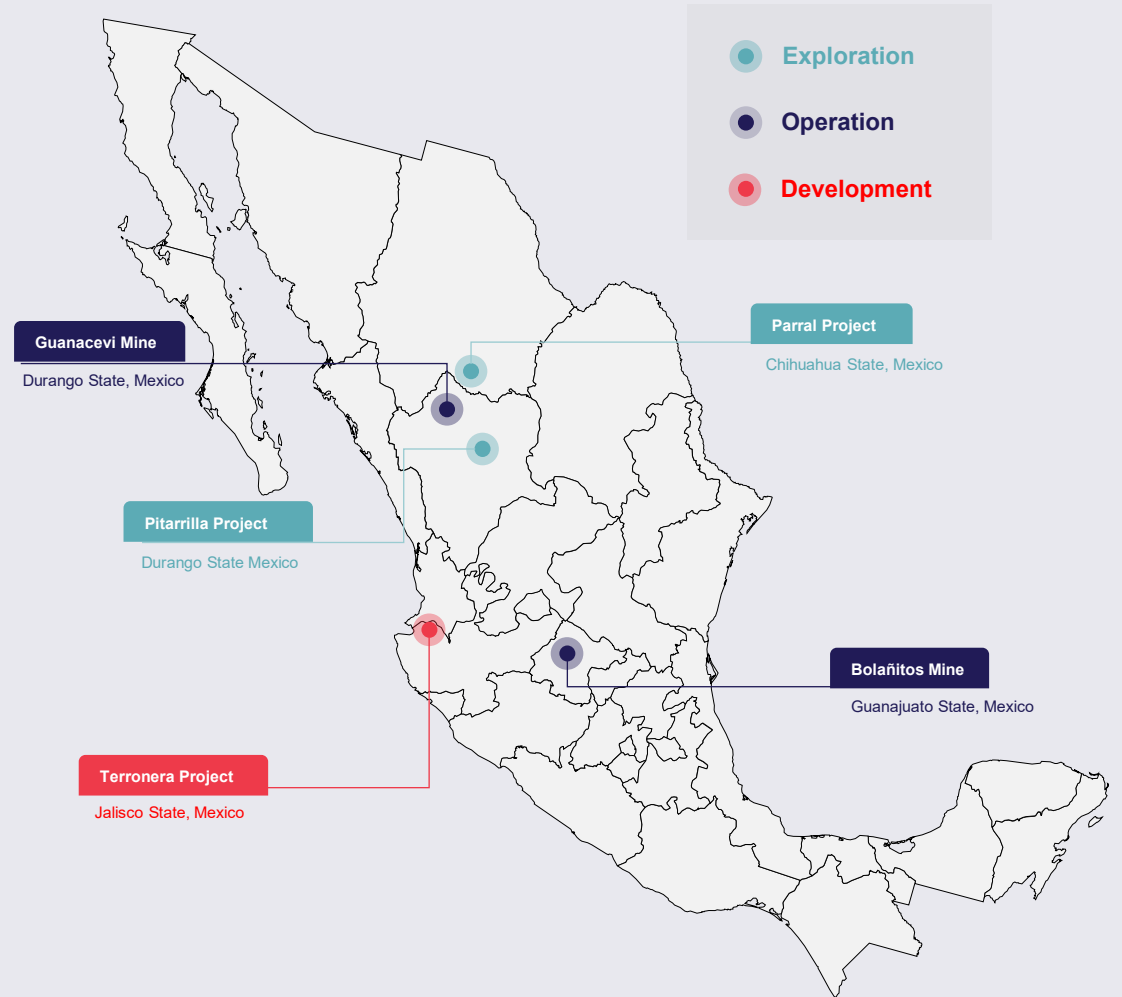 Exploration
Operation
Development
Parral Project
Chihuahua State, Mexico
Guanacevi Mine
Durango State, Mexico
Pitarrilla Project
Durango State Mexico
Bolañitos Mine
Guanajuato State, Mexico
Terronera Project
Jalisco State, Mexico